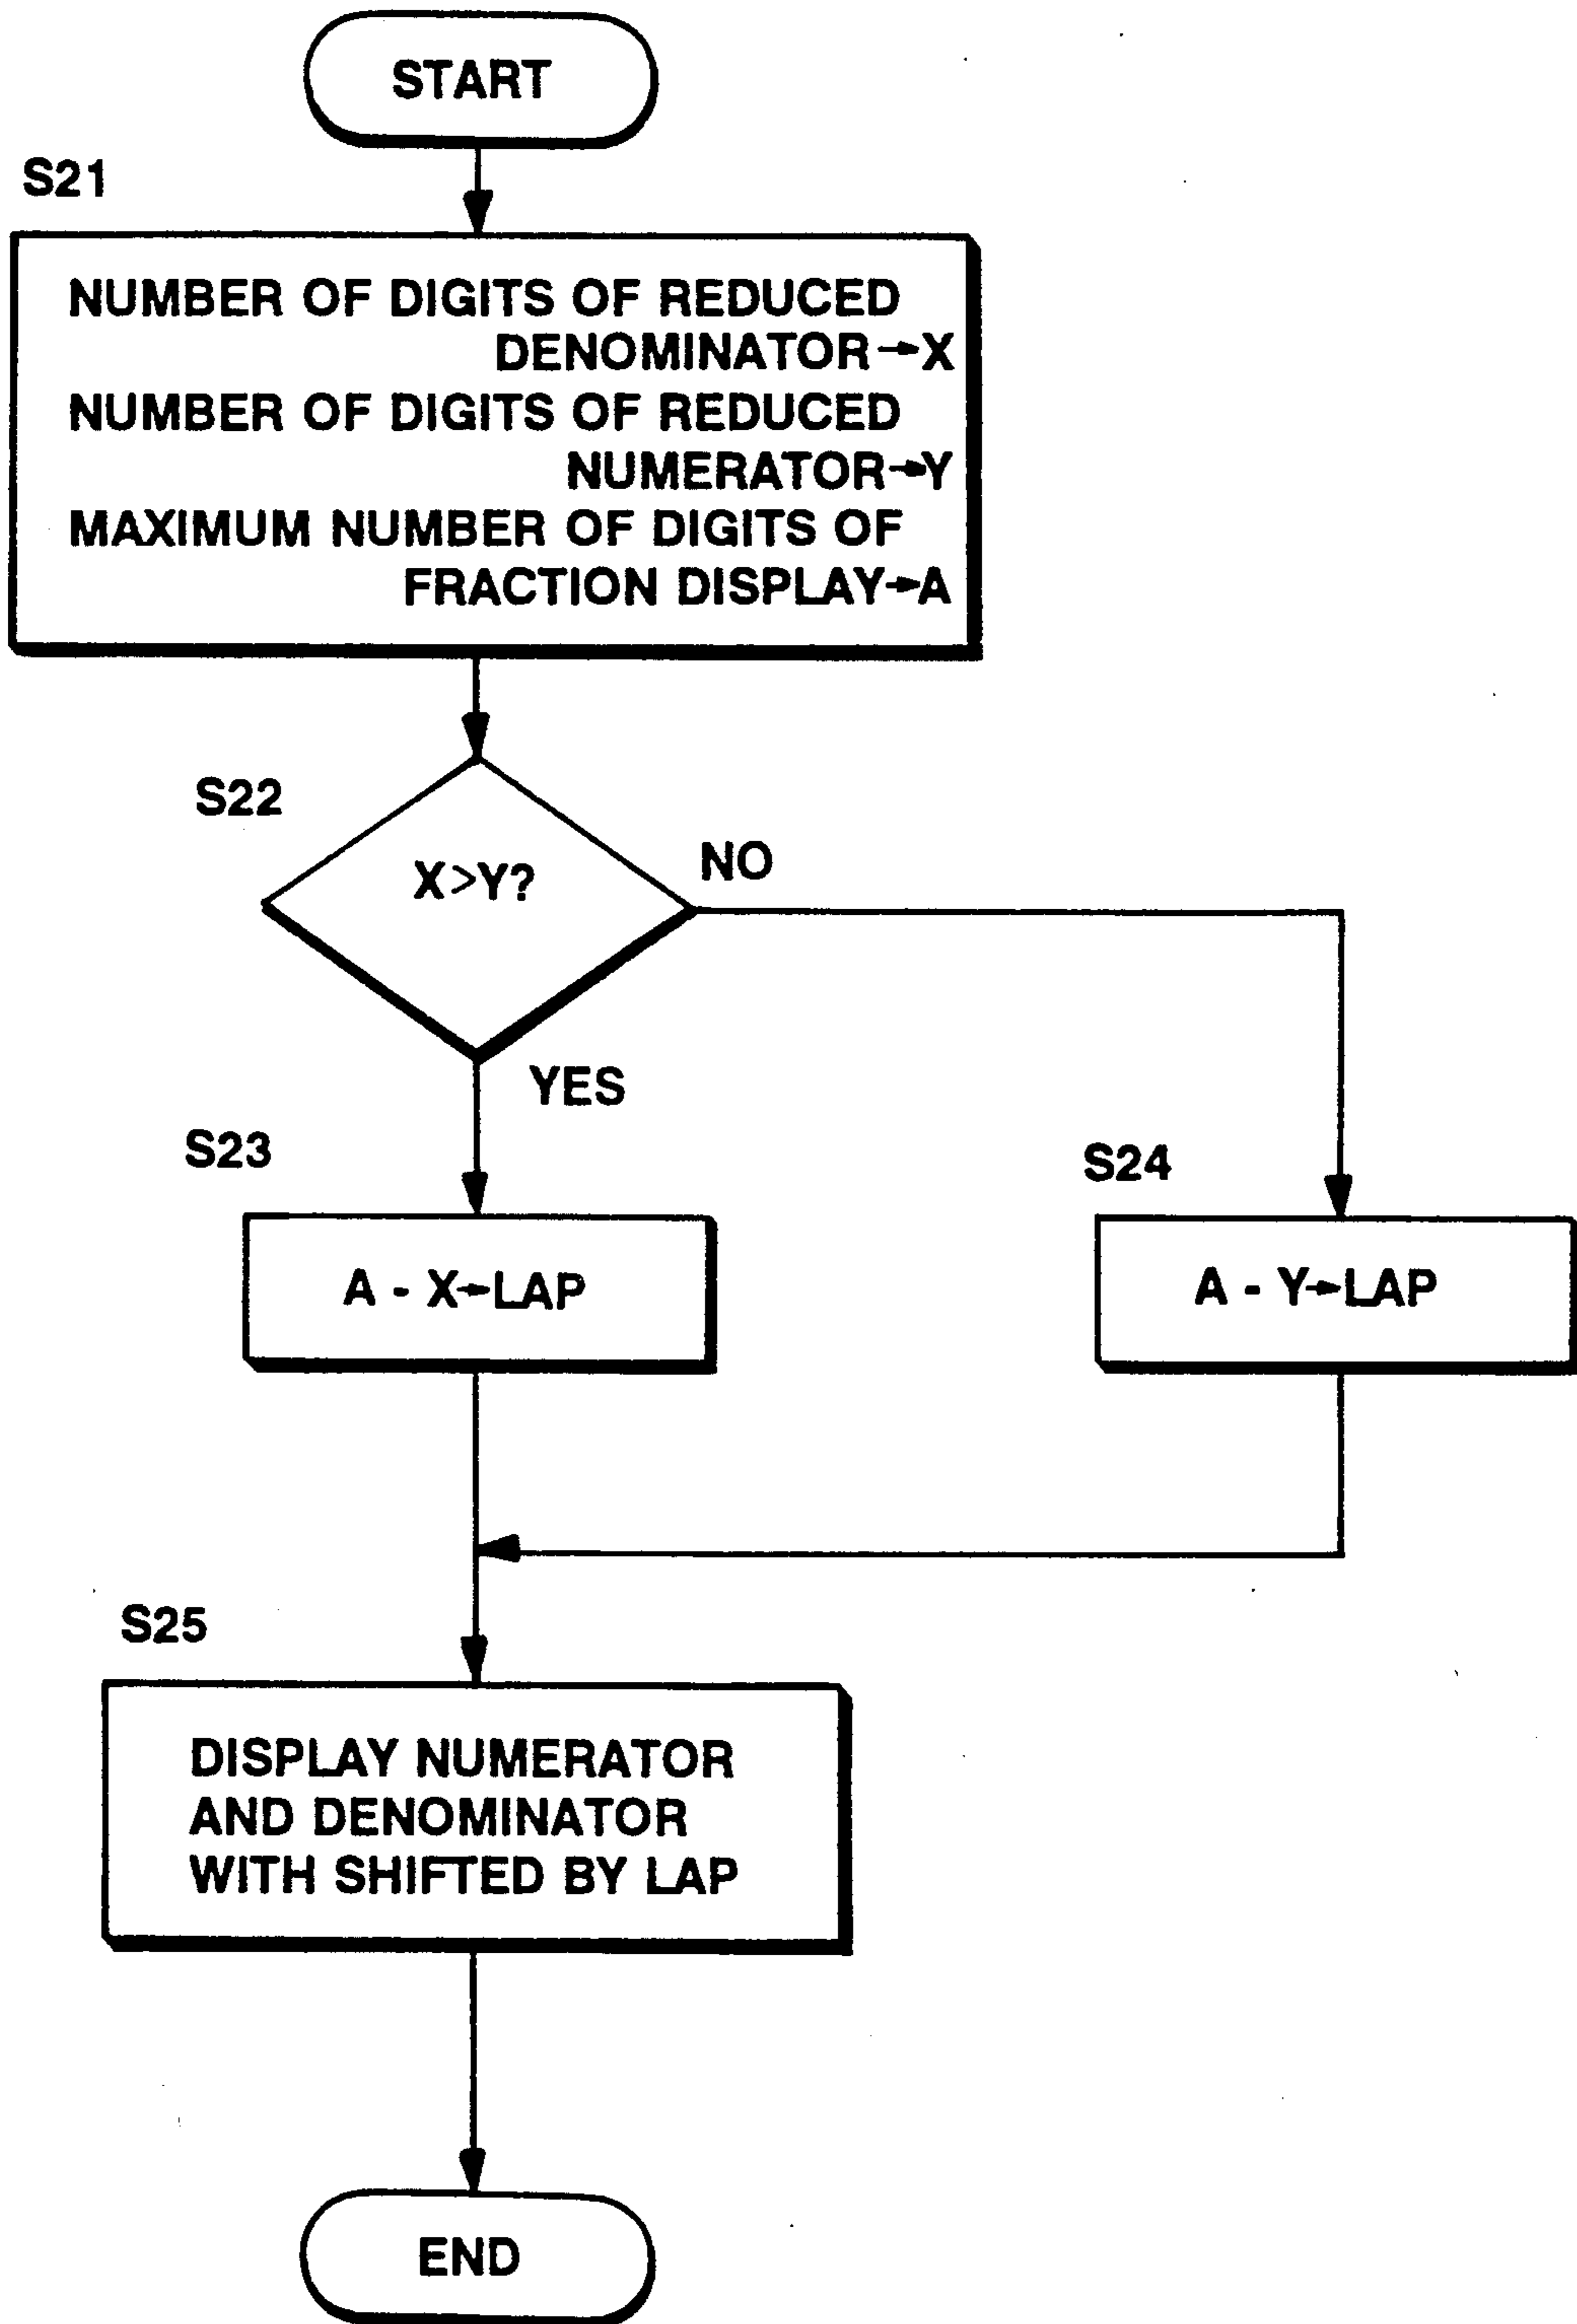 START
S21
NUMBER OF DIGITS OF REDUCED
DENOMINATOR→X
NUMBER OF DIGITS OF REDUCED
NUMERATOR→Y
MAXIMUM NUMBER OF DIGITS OF
FRACTION DISPLAY→A
S22
X>Y?
NO
YES
S23
A - X→LAP
S24
A - Y→LAP
S25
DISPLAY NUMERATOR
AND DENOMINATOR
WITH SHIFTED BY LAP
END